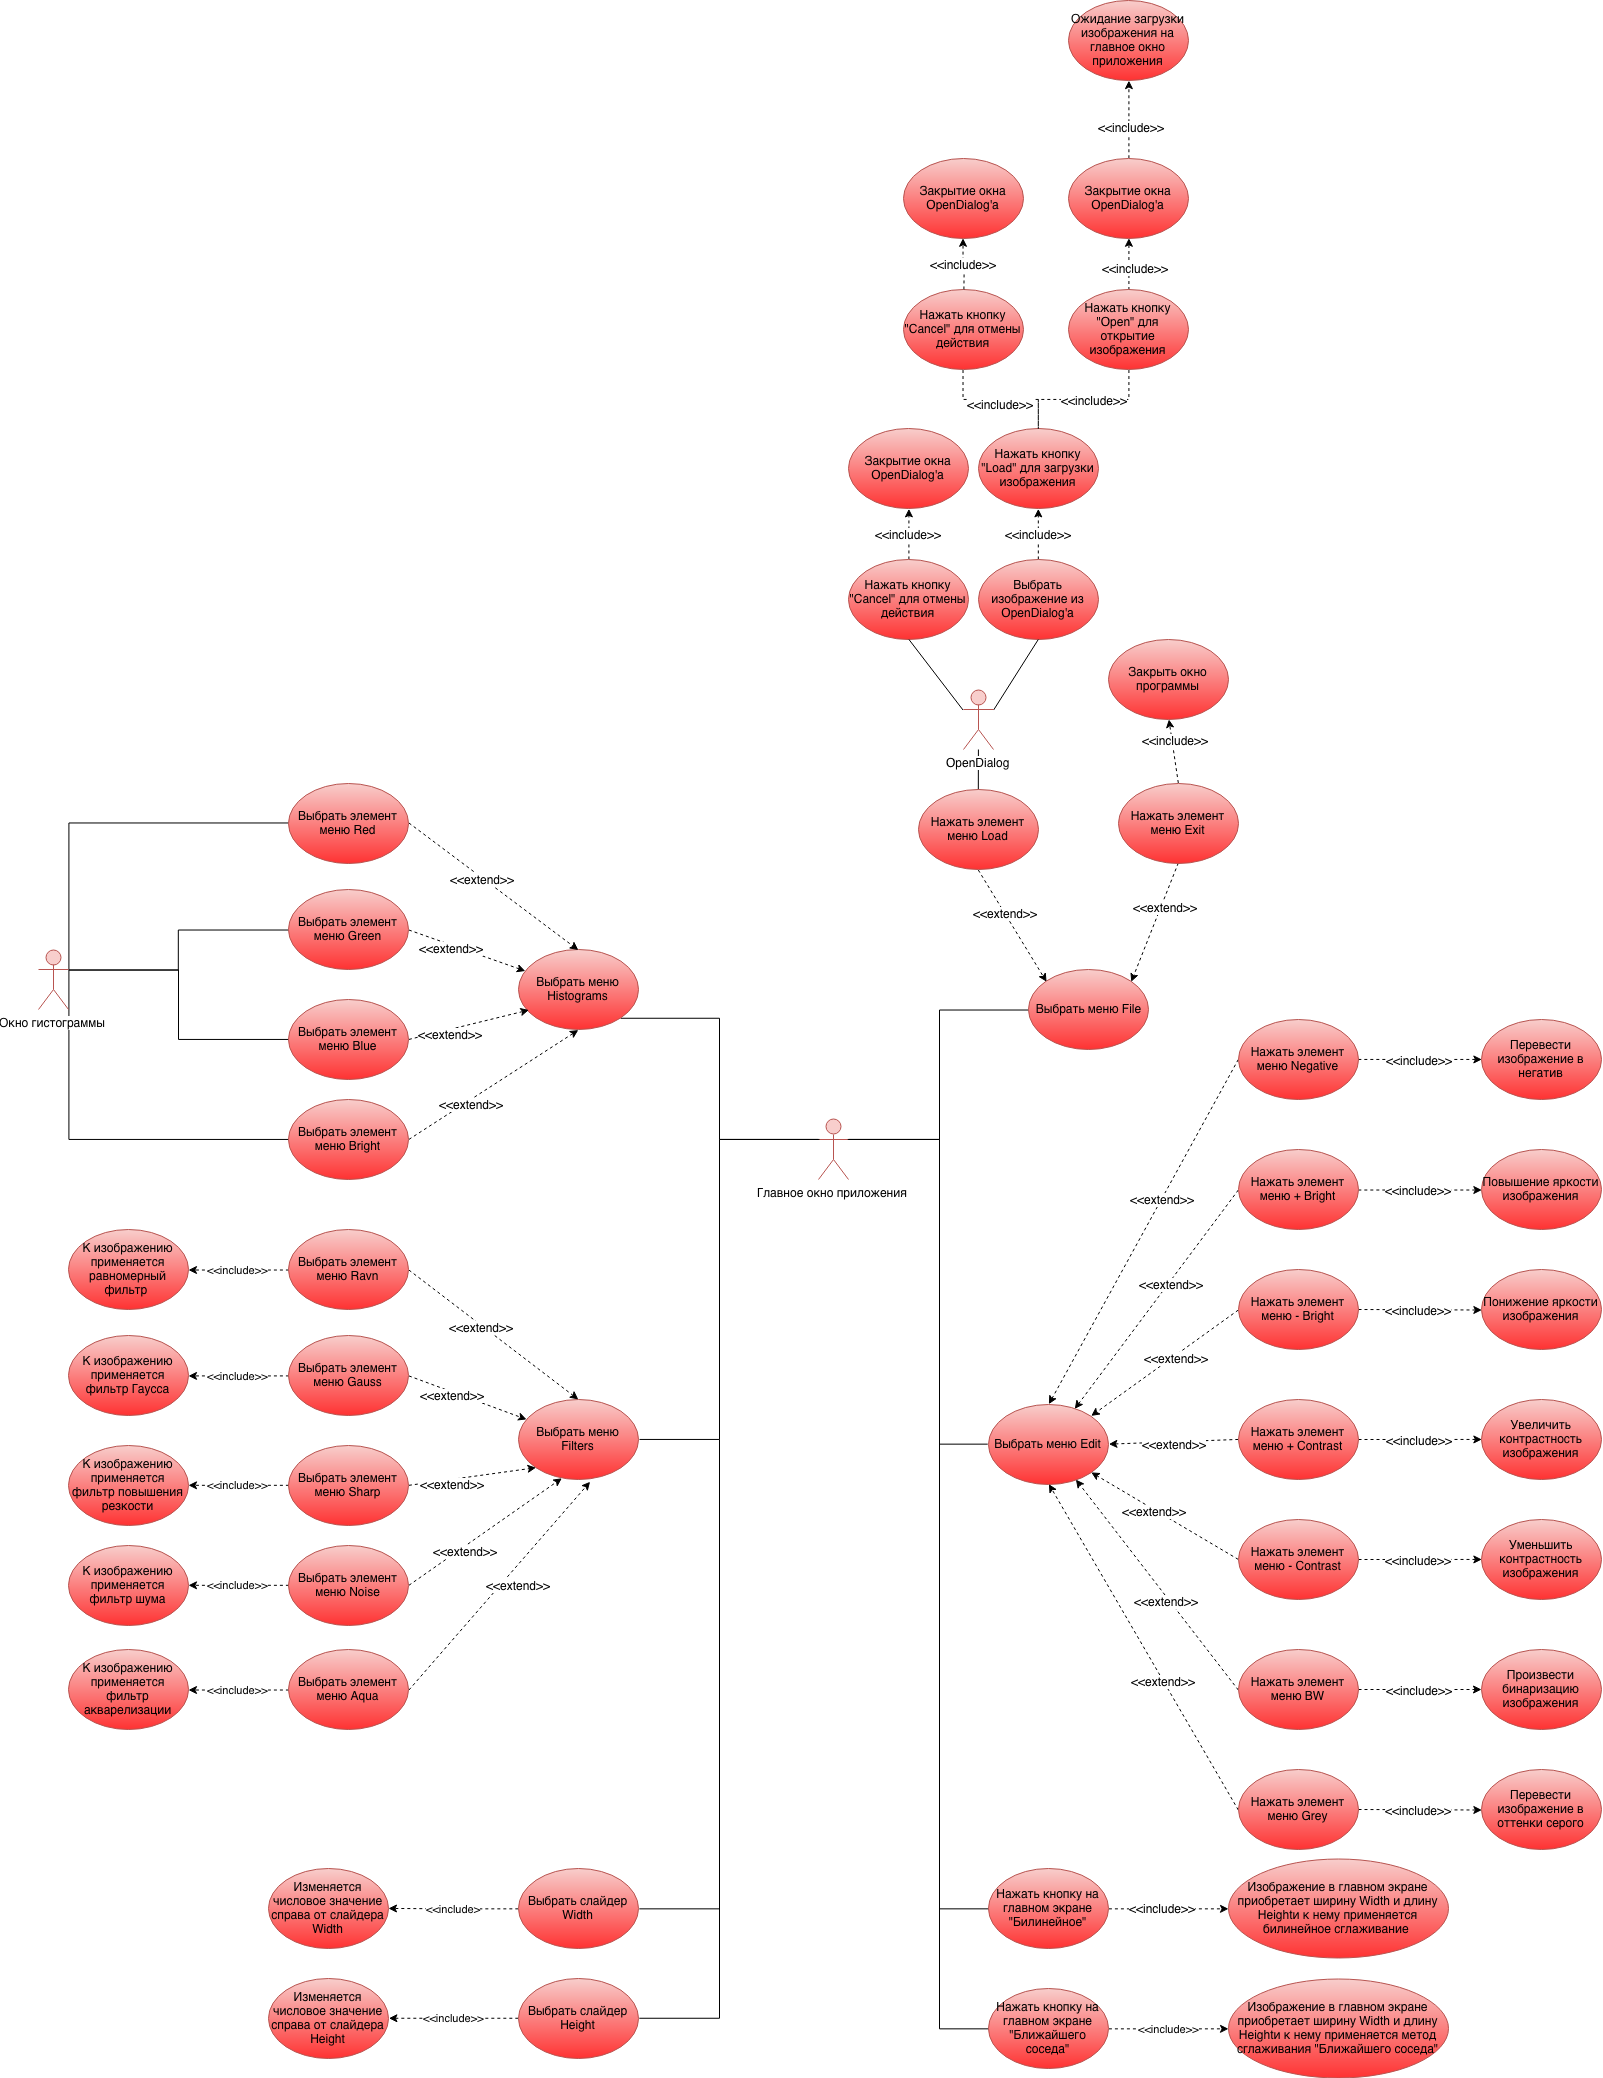 Ожидание загрузки
изображения на
главное окно
приложения
<<include>>
Закрытие окна
OpenDialog'а
Закрытие окна
OpenDialog'а
<<include>>
<<include>>
Нажать кнопку
"Cancel" для отмены
действия
Нажать кнопку
"Open" для
открытие
изображения
<<include>>
<<include>>
Закрытие окна
OpenDialog'а
Нажать кнопку
"Load" для загрузки
изображения
<<include>>
<<include>>
Нажать кнопку
"Cancel" для отмены
действия
Выбрать
изображение из
OpenDialog'а
Закрыть окно
программы
<<include>>
OpenDialog
Нажать элемент
меню Load
Нажать элемент
меню Exit
<<extend>>
<<extend>>
Выбрать меню File
Выбрать элемент
меню Red
<<extend>>
Выбрать элемент
меню Green
<<extend>>
Выбрать меню
Histograms
Окно гистограммы
Выбрать элемент
меню Blue
<<extend>>
<<extend>>
Выбрать элемент
меню Bright
Главное окно приложения
Нажать элемент
меню Negative
<<include>>
Перевести
изображение в
негатив
<<extend>>
Нажать элемент
меню + Bright
<<include>>
Повышение яркости
изображения
<<extend>>
Нажать элемент
меню - Bright
<<include>>
Понижение яркости
изображения
<<extend>>
Выбрать меню Edit
<<extend>>
Нажать элемент
меню + Contrast
<<include>>
Увеличить
контрастность
изображения
<<extend>>
Нажать элемент
меню - Contrast
<<include>>
Уменьшить
контрастность
изображения
<<extend>>
Нажать элемент
меню BW
<<include>>
Произвести
бинаризацию
изображения
<<extend>>
Нажать элемент
меню Grey
<<include>>
Перевести
изображение в
оттенки серого
К изображению
применяется
равномерный
фильтр
<<include>>
Выбрать элемент
меню Ravn
<<extend>>
К изображению
применяется
фильтр Гаусса
<<include>>
Выбрать элемент
меню Gauss
<<extend>>
Выбрать меню
Filters
К изображению
применяется
фильтр повышения
резкости
<<include>>
Выбрать элемент
меню Sharp
<<extend>>
К изображению
применяется
фильтр шума
<<include>>
Выбрать элемент
меню Noise
<<extend>>
<<extend>>
К изображению
применяется
фильтр
акварелизации
<<include>>
Выбрать элемент
меню Aqua
Изменяется
числовое значение
справа от слайдера
Width
<<include>
Выбрать слайдер
Width
Изменяется
числовое значение
справа от слайдера
Height
<<include>>
Выбрать слайдер
Height
Нажать кнопку на
главном экране
"Билинейное"
<<include>>
Изображение в главном экране
приобретает ширину Width и длину
Heightи к нему применяется
билинейное сглаживание
Нажать кнопку на
главном экране
"Ближайшего
соседа"
<<include>>
Изображение в главном экране
приобретает ширину Width и длину
Heightи к нему применяется метод
сглаживания "Ближайшего соседа"